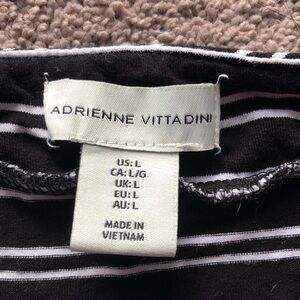 ADRIENNE VITTADINI
US: L
CA: L/G
UK: L
EU: L
AU: L
MADE IN
VIETNAM